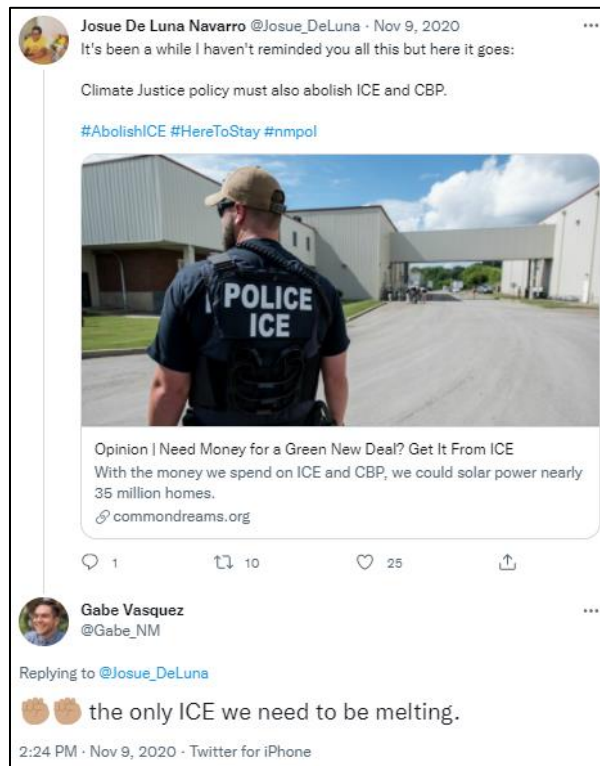 Josue De Luna Navarro @Josue_DeLuna · Nov 9, 2020
It's been a while I haven't reminded you all this but here it goes:
Climate Justice policy must also abolish ICE and CBP.
#AbolishICE #HereToStay #nmpol
POLICE
ICE
Opinion | Need Money for a Green New Deal? Get It From ICE
With the money we spend on ICE and CBP, we could solar power nearly
35 million homes.
commondreams.org
1 10 25
Gabe Vasquez
@Gabe_NM
Replying to @Josue_DeLuna
✊🏽✊🏽 the only ICE we need to be melting.
2:24 PM · Nov 9, 2020 · Twitter for iPhone